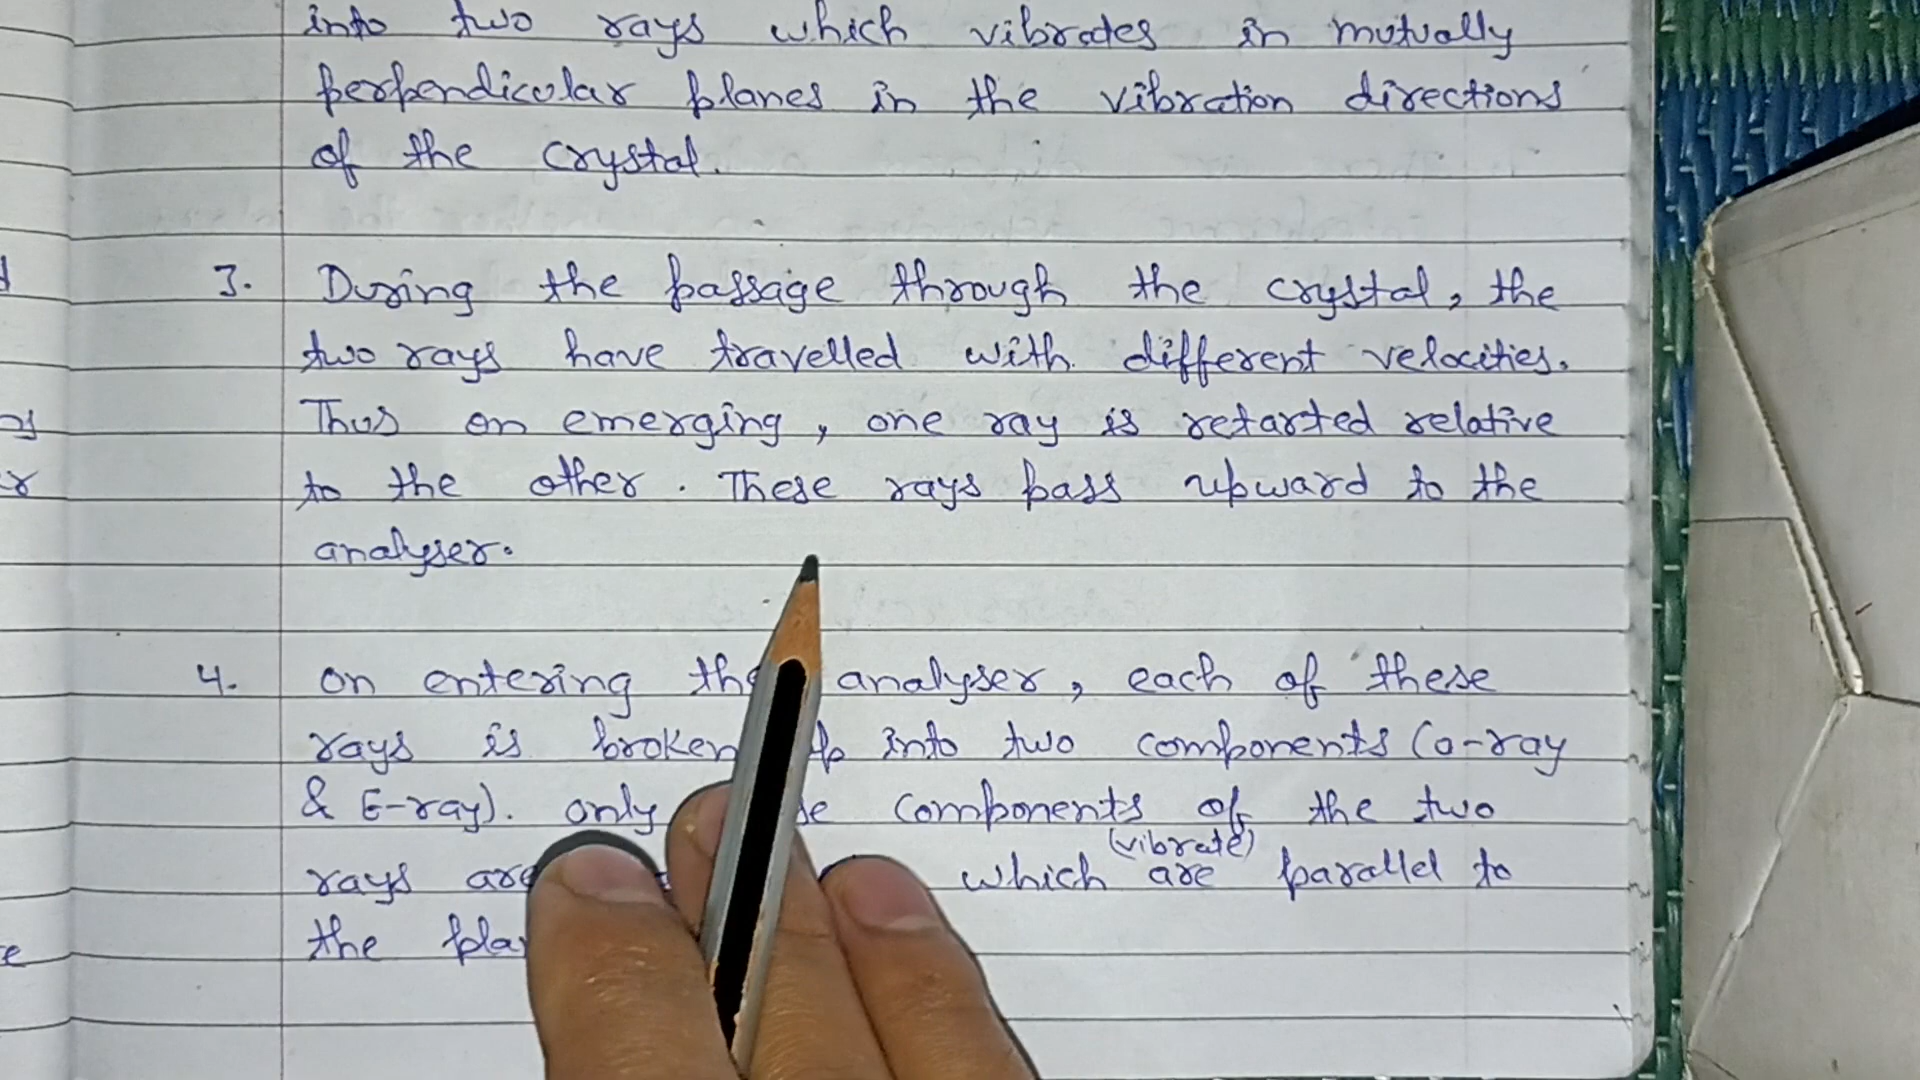 into two rays which vibrates in mutually
perpendicular planes in the vibration directions
of the crystal.
3. During the passage through the crystal, the
two rays have travelled with different velocities.
Thus on emerging, one ray is retarted relative
to the other. These rays pass upward to the
analyser.
4. On entering the analyser, each of these
rays is broken up into two components (o-ray
& E-ray). only components of the two
(vibrate)
rays are which are parallel to
the